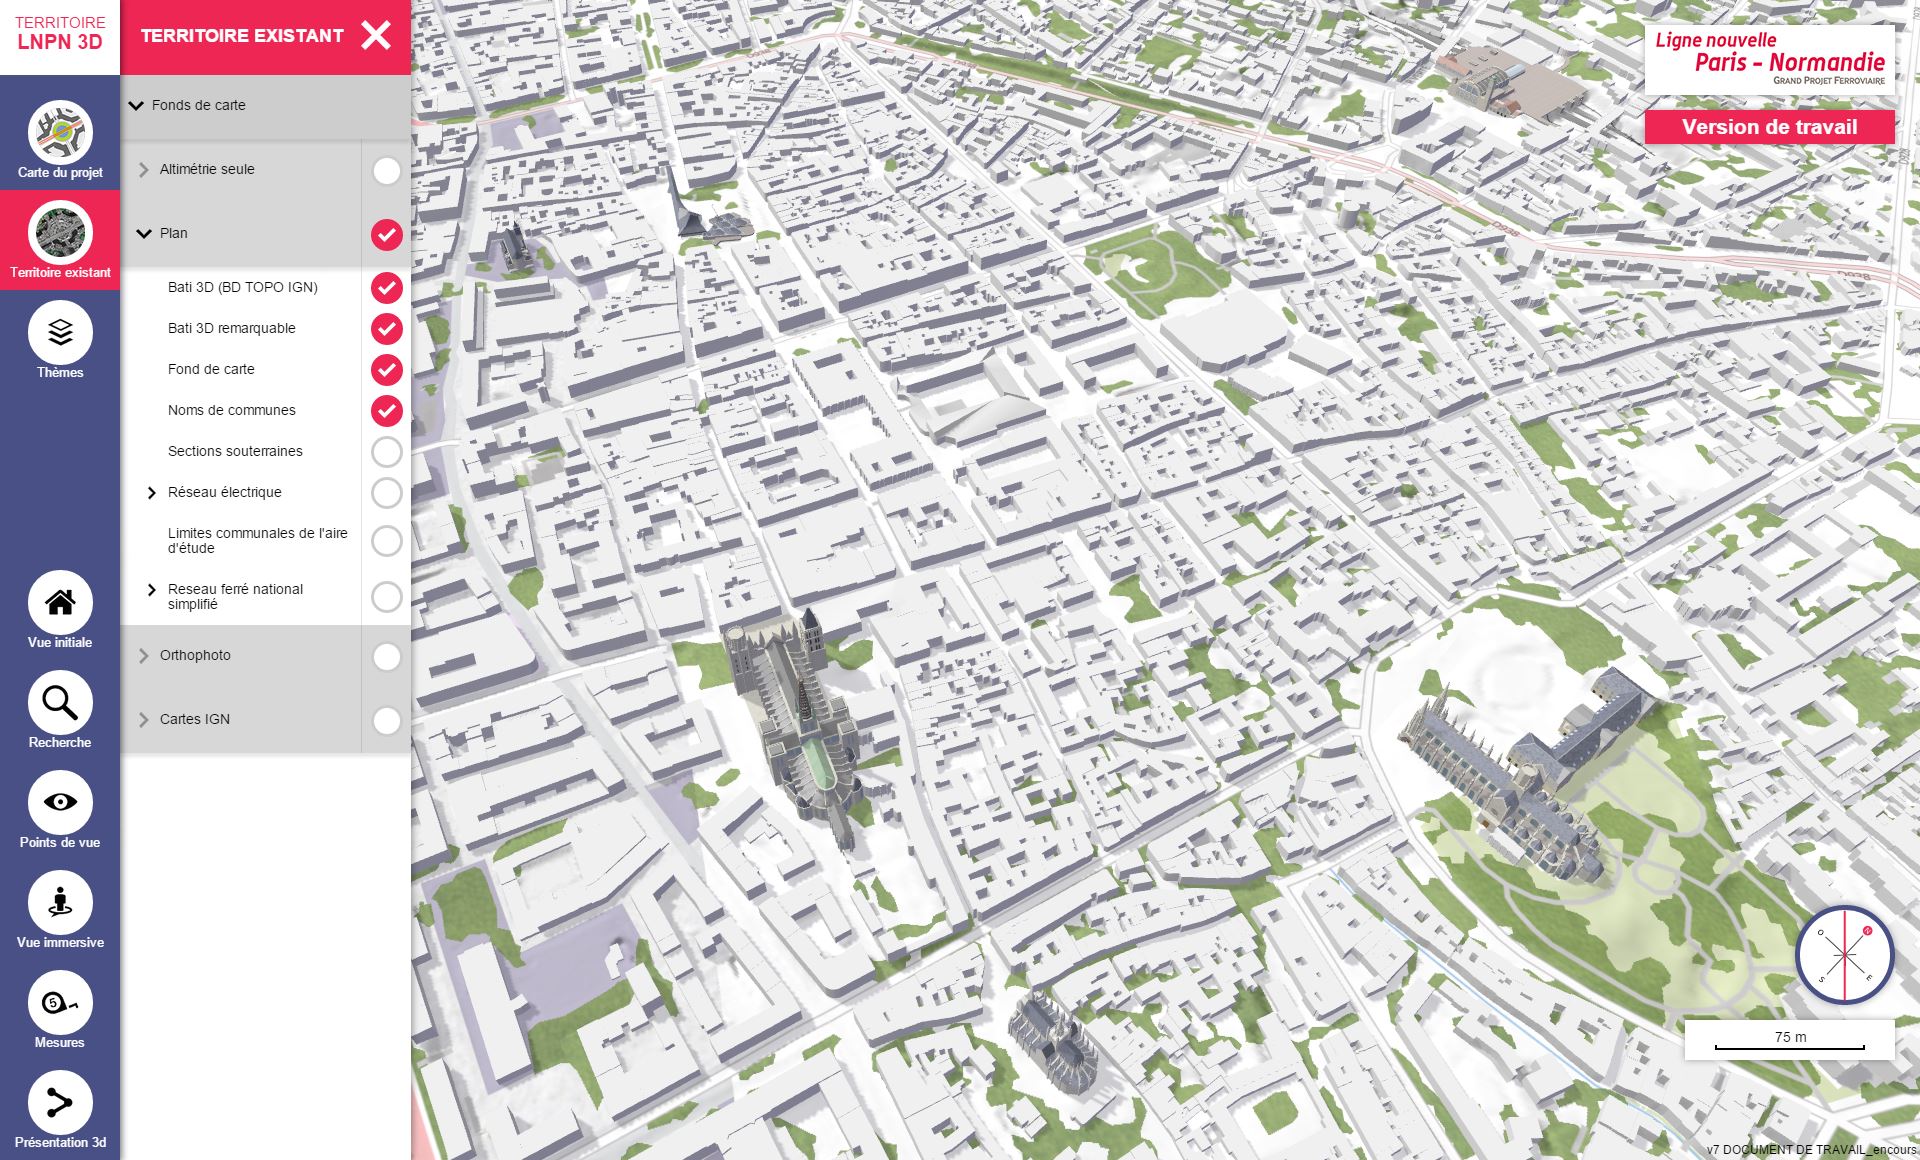 TERRITOIRE
LNPN 3D
TERRITOIRE EXISTANT
Carte du projet
Territoire existant
Thèmes
Vue initiale
Recherche
Points de vue
Vue immersive
5
Mesures
Présentation 3d
Fonds de carte
Altimétrie seule
Plan
Bati 3D (BD TOPO IGN)
Bati 3D remarquable
Fond de carte
Noms de communes
Sections souterraines
Réseau électrique
Limites communales de l'aire
d'étude
Reseau ferré national
simplifié
Orthophoto
Cartes IGN
Ligne nouvelle
Paris - Normandie
GRAND PROJET FERROVIAIRE
Version de travail
D938
D938
O
N
S
E
75 m
v7 DOCUMENT DE TRAVAIL_encours